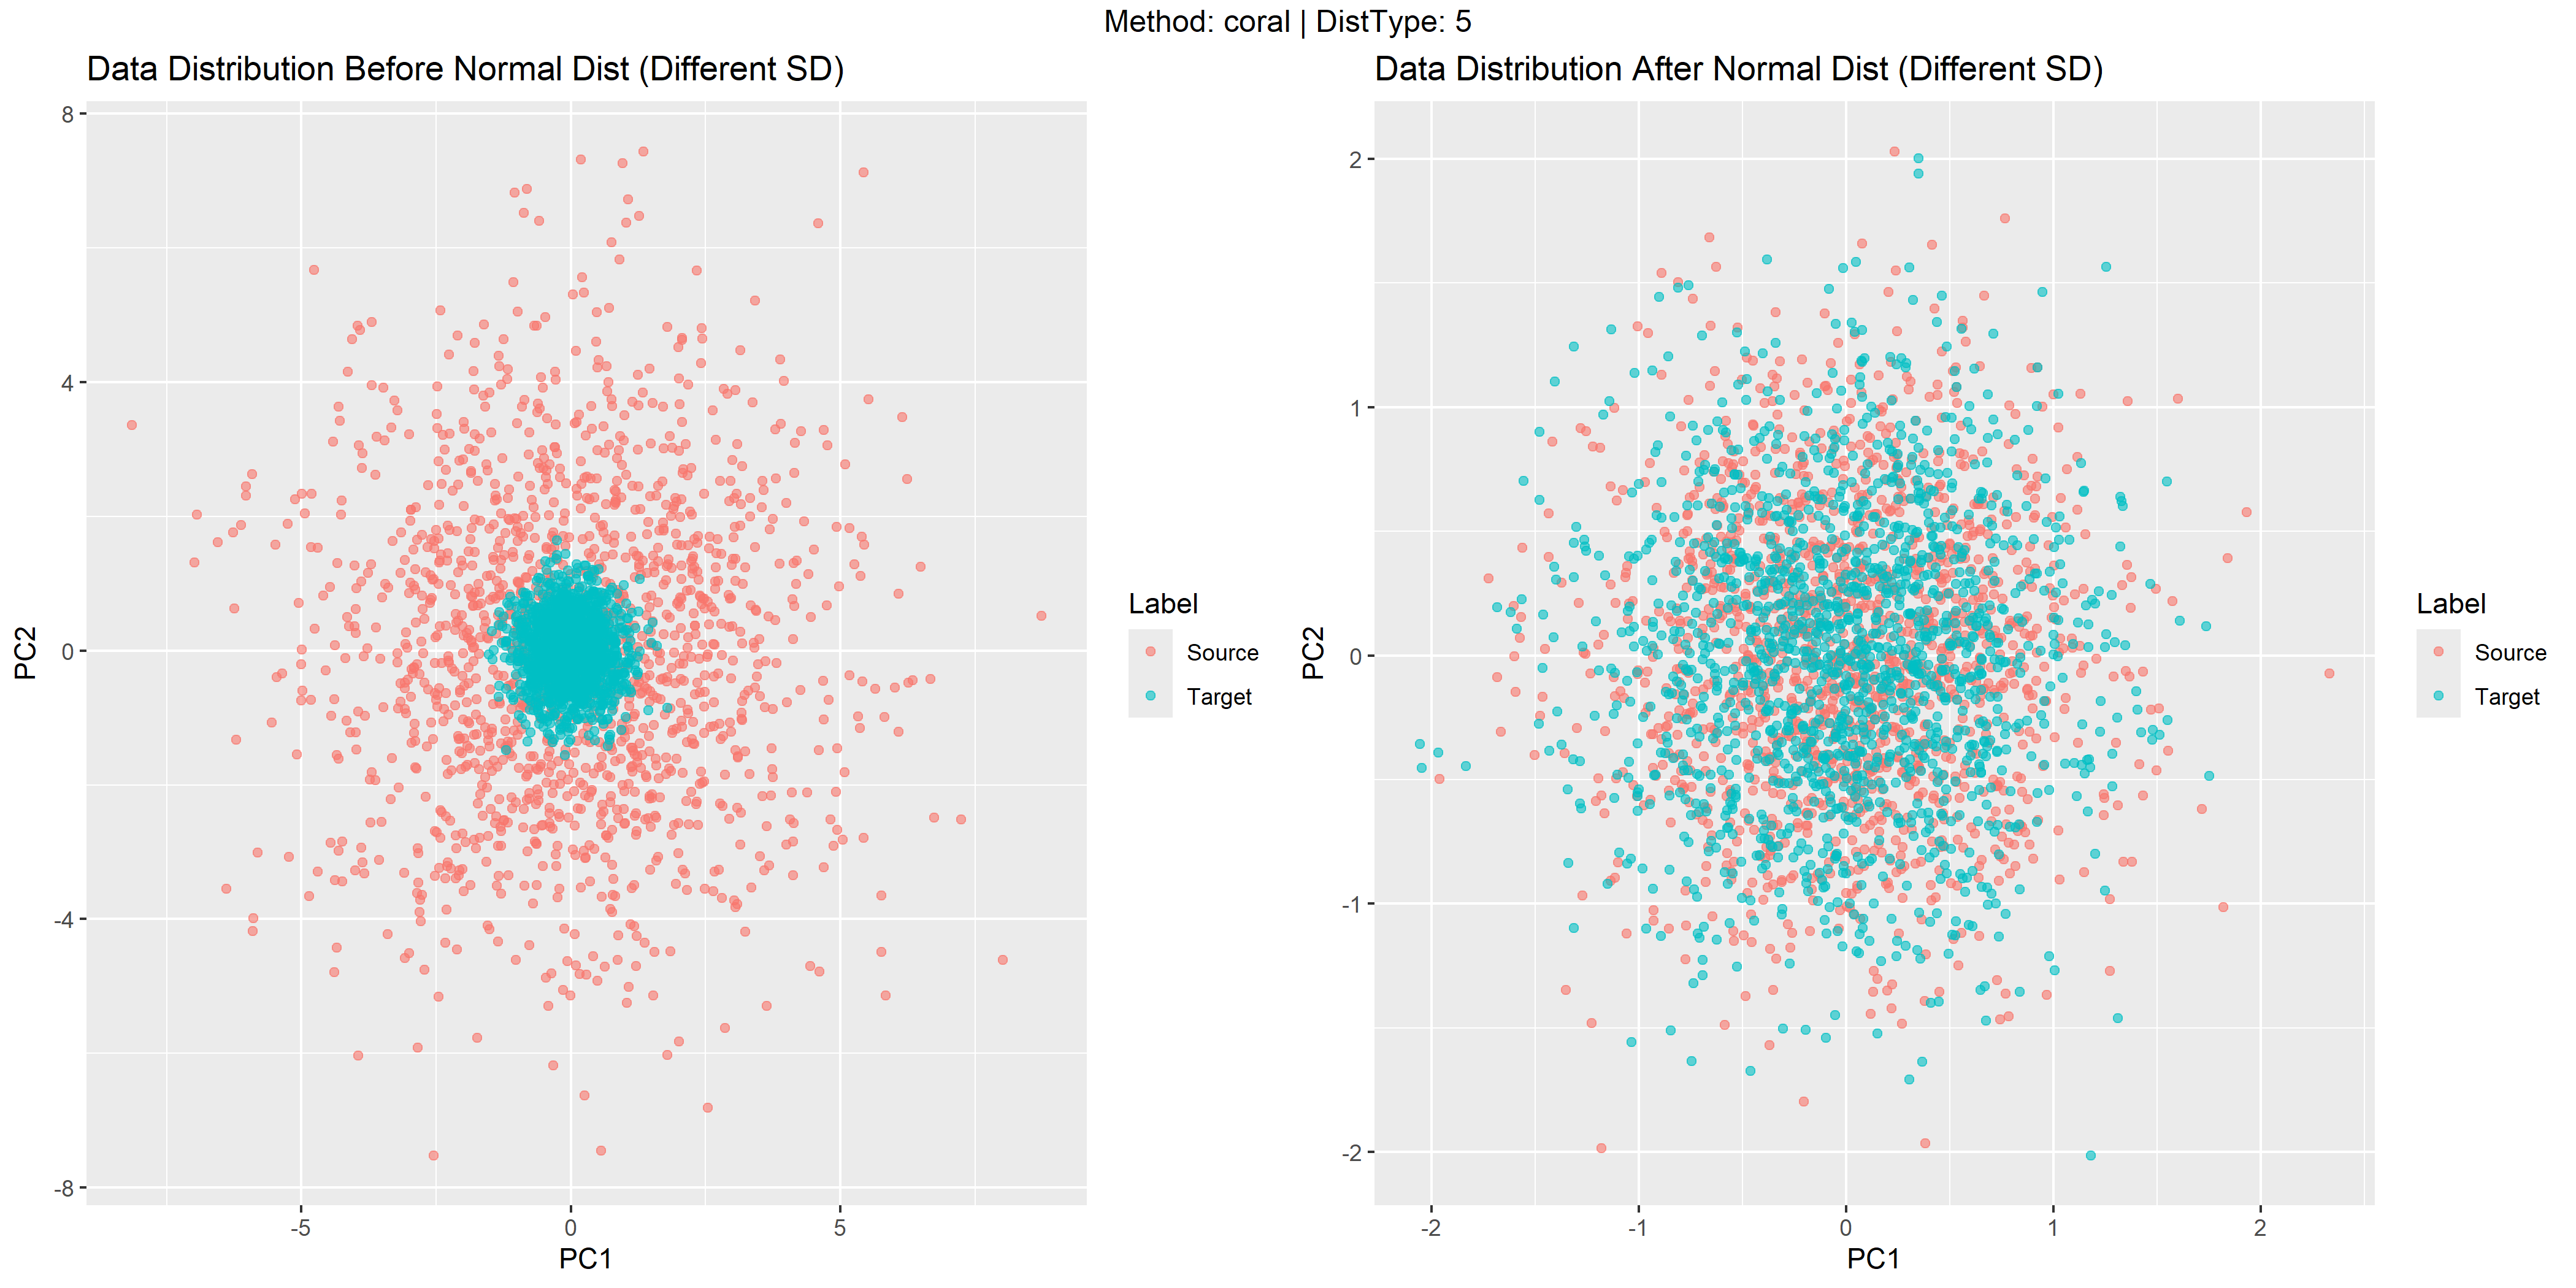 Method: coral | DistType: 5
Data Distribution Before Normal Dist (Different SD)
8
4
0
-4
-8
PC2
-5
0
5
PC1
Label
Source
Target
Data Distribution After Normal Dist (Different SD)
2
1
0
-1
-2
PC2
-2
-1
0
1
2
PC1
Label
Source
Target